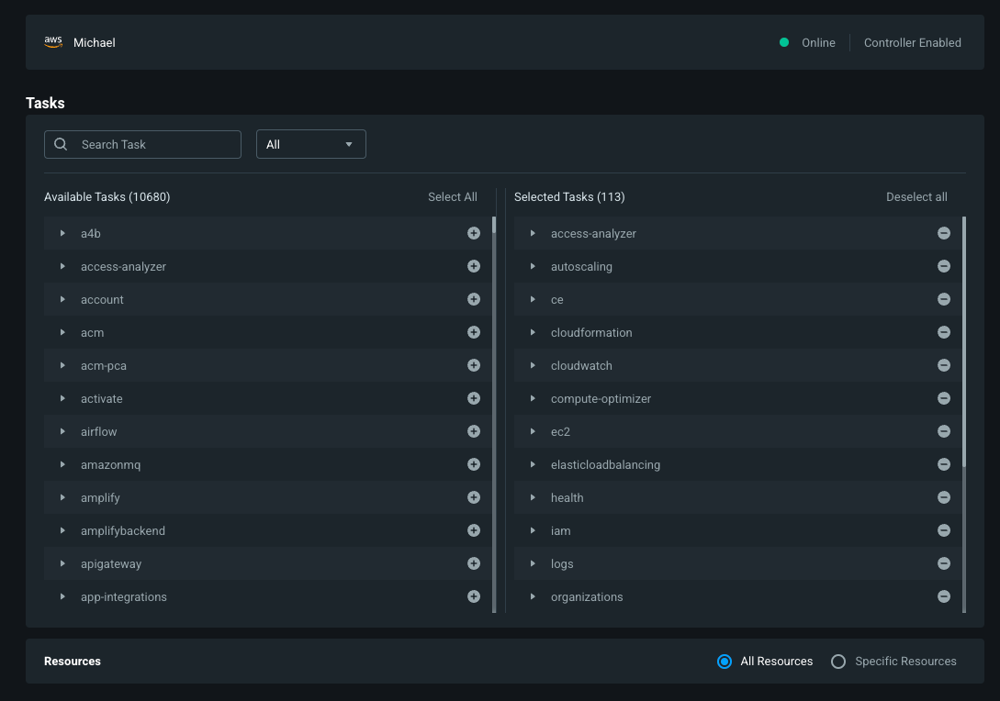 aws Michael Online Controller Enabled
Tasks
Search Task All
Available Tasks (10680) Select All
a4b
access-analyzer
account
acm
acm-pca
activate
airflow
amazonmq
amplify
amplifybackend
apigateway
app-integrations
Selected Tasks (113) Deselect all
access-analyzer
autoscaling
ce
cloudformation
cloudwatch
compute-optimizer
ec2
elasticloadbalancing
health
iam
logs
organizations
Resources All Resources Specific Resources